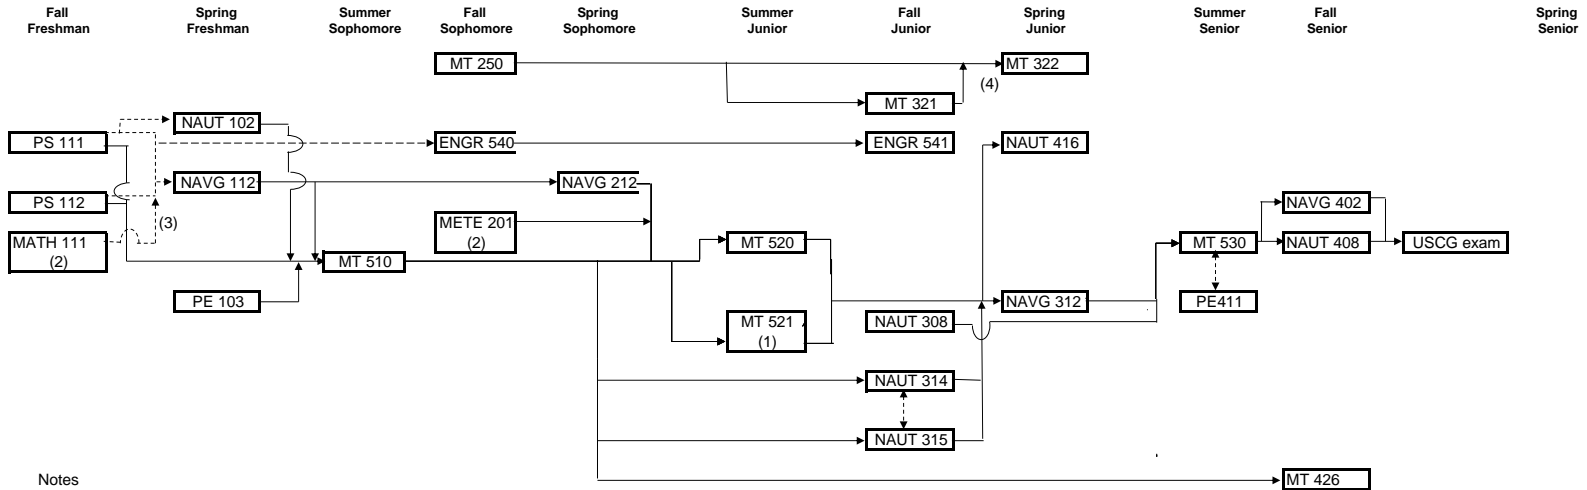 Fall Freshman
Spring Freshman
Summer Sophomore
Fall Sophomore
Spring Sophomore
Summer Junior
Fall Junior
Spring Junior
Summer Senior
Fall Senior
Spring Senior
MT 250
MT 322
(4)
MT 321
NAUT 102
PS 111
ENGR 540
ENGR 541
NAUT 416
NAVG 112
NAVG 212
PS 112
NAVG 402
(3)
METE 201
(2)
MATH 111
(2)
MT 520
MT 530
NAUT 408
USCG exam
MT 510
PE 103
NAVG 312
PE411
MT 521
(1)
NAUT 308
NAUT 314
NAUT 315
Notes
MT 426